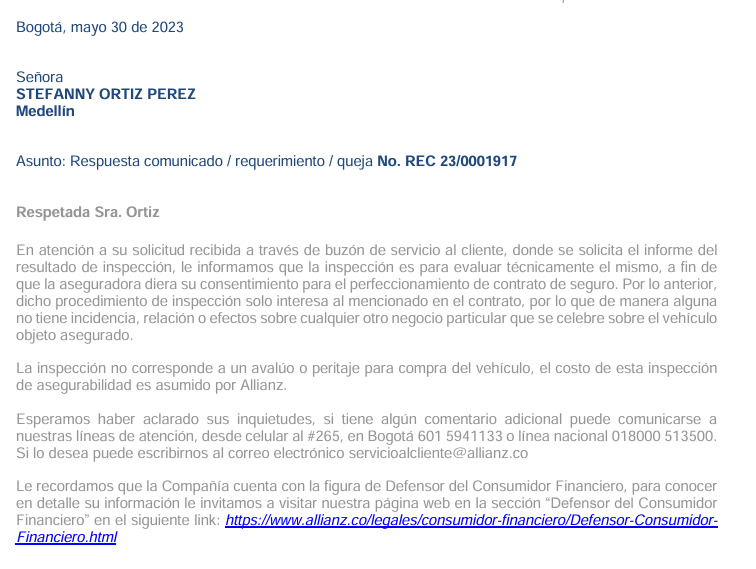 Bogotá, mayo 30 de 2023
Señora
STEFANNY ORTIZ PEREZ
Medellín
Asunto: Respuesta comunicado / requerimiento / queja No. REC 23/0001917
Respetada Sra. Ortiz
En atención a su solicitud recibida a través de buzón de servicio al cliente, donde se solicita el informe del
resultado de inspección, le informamos que la inspección es para evaluar técnicamente el mismo, a fin de
que la aseguradora diera su consentimiento para el perfeccionamiento de contrato de seguro. Por lo anterior,
dicho procedimiento de inspección solo interesa al mencionado en el contrato, por lo que de manera alguna
no tiene incidencia, relación o efectos sobre cualquier otro negocio particular que se celebre sobre el vehículo
objeto asegurado.
La inspección no corresponde a un avalúo o peritaje para compra del vehículo, el costo de esta inspección
de asegurabilidad es asumido por Allianz.
Esperamos haber aclarado sus inquietudes, si tiene algún comentario adicional puede comunicarse a
nuestras líneas de atención, desde celular al #265, en Bogotá 601 5941133 o línea nacional 018000 513500.
Si lo desea puede escribirnos al correo electrónico servicioalcliente@allianz.co
Le recordamos que la Compañía cuenta con la figura de Defensor del Consumidor Financiero, para conocer
en detalle su información le invitamos a visitar nuestra página web en la sección “Defensor del Consumidor
Financiero” en el siguiente link: https://www.allianz.co/legales/consumidor-financiero/Defensor-Consumidor-
Financiero.html